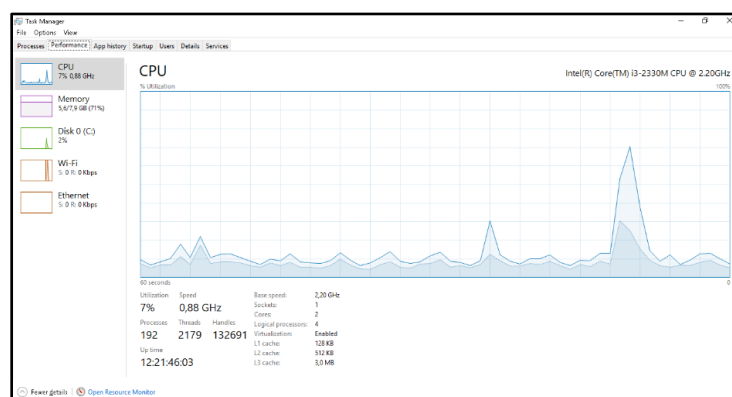 Task Manager
File Options View
Processes Performance App history Startup Users Details Services
CPU
7% 0,88 GHz
Memory
5,6/7,9 GB (71%)
Disk 0 (C:)
2%
Wi-Fi
S: 0 R: 0 Kbps
Ethernet
S: 0 R: 0 Kbps
CPU Intel(R) Core(TM) i3-2330M CPU @ 2.20GHz
% Utilization 100%
60 seconds 0
Utilization Speed
7% 0,88 GHz
Processes Threads Handles
192 2179 132691
Up time
12:21:46:03
Base speed: 2,20 GHz
Sockets: 1
Cores: 2
Logical processors: 4
Virtualization: Enabled
L1 cache: 128 KB
L2 cache: 512 KB
L3 cache: 3,0 MB
Fewer details Open Resource Monitor